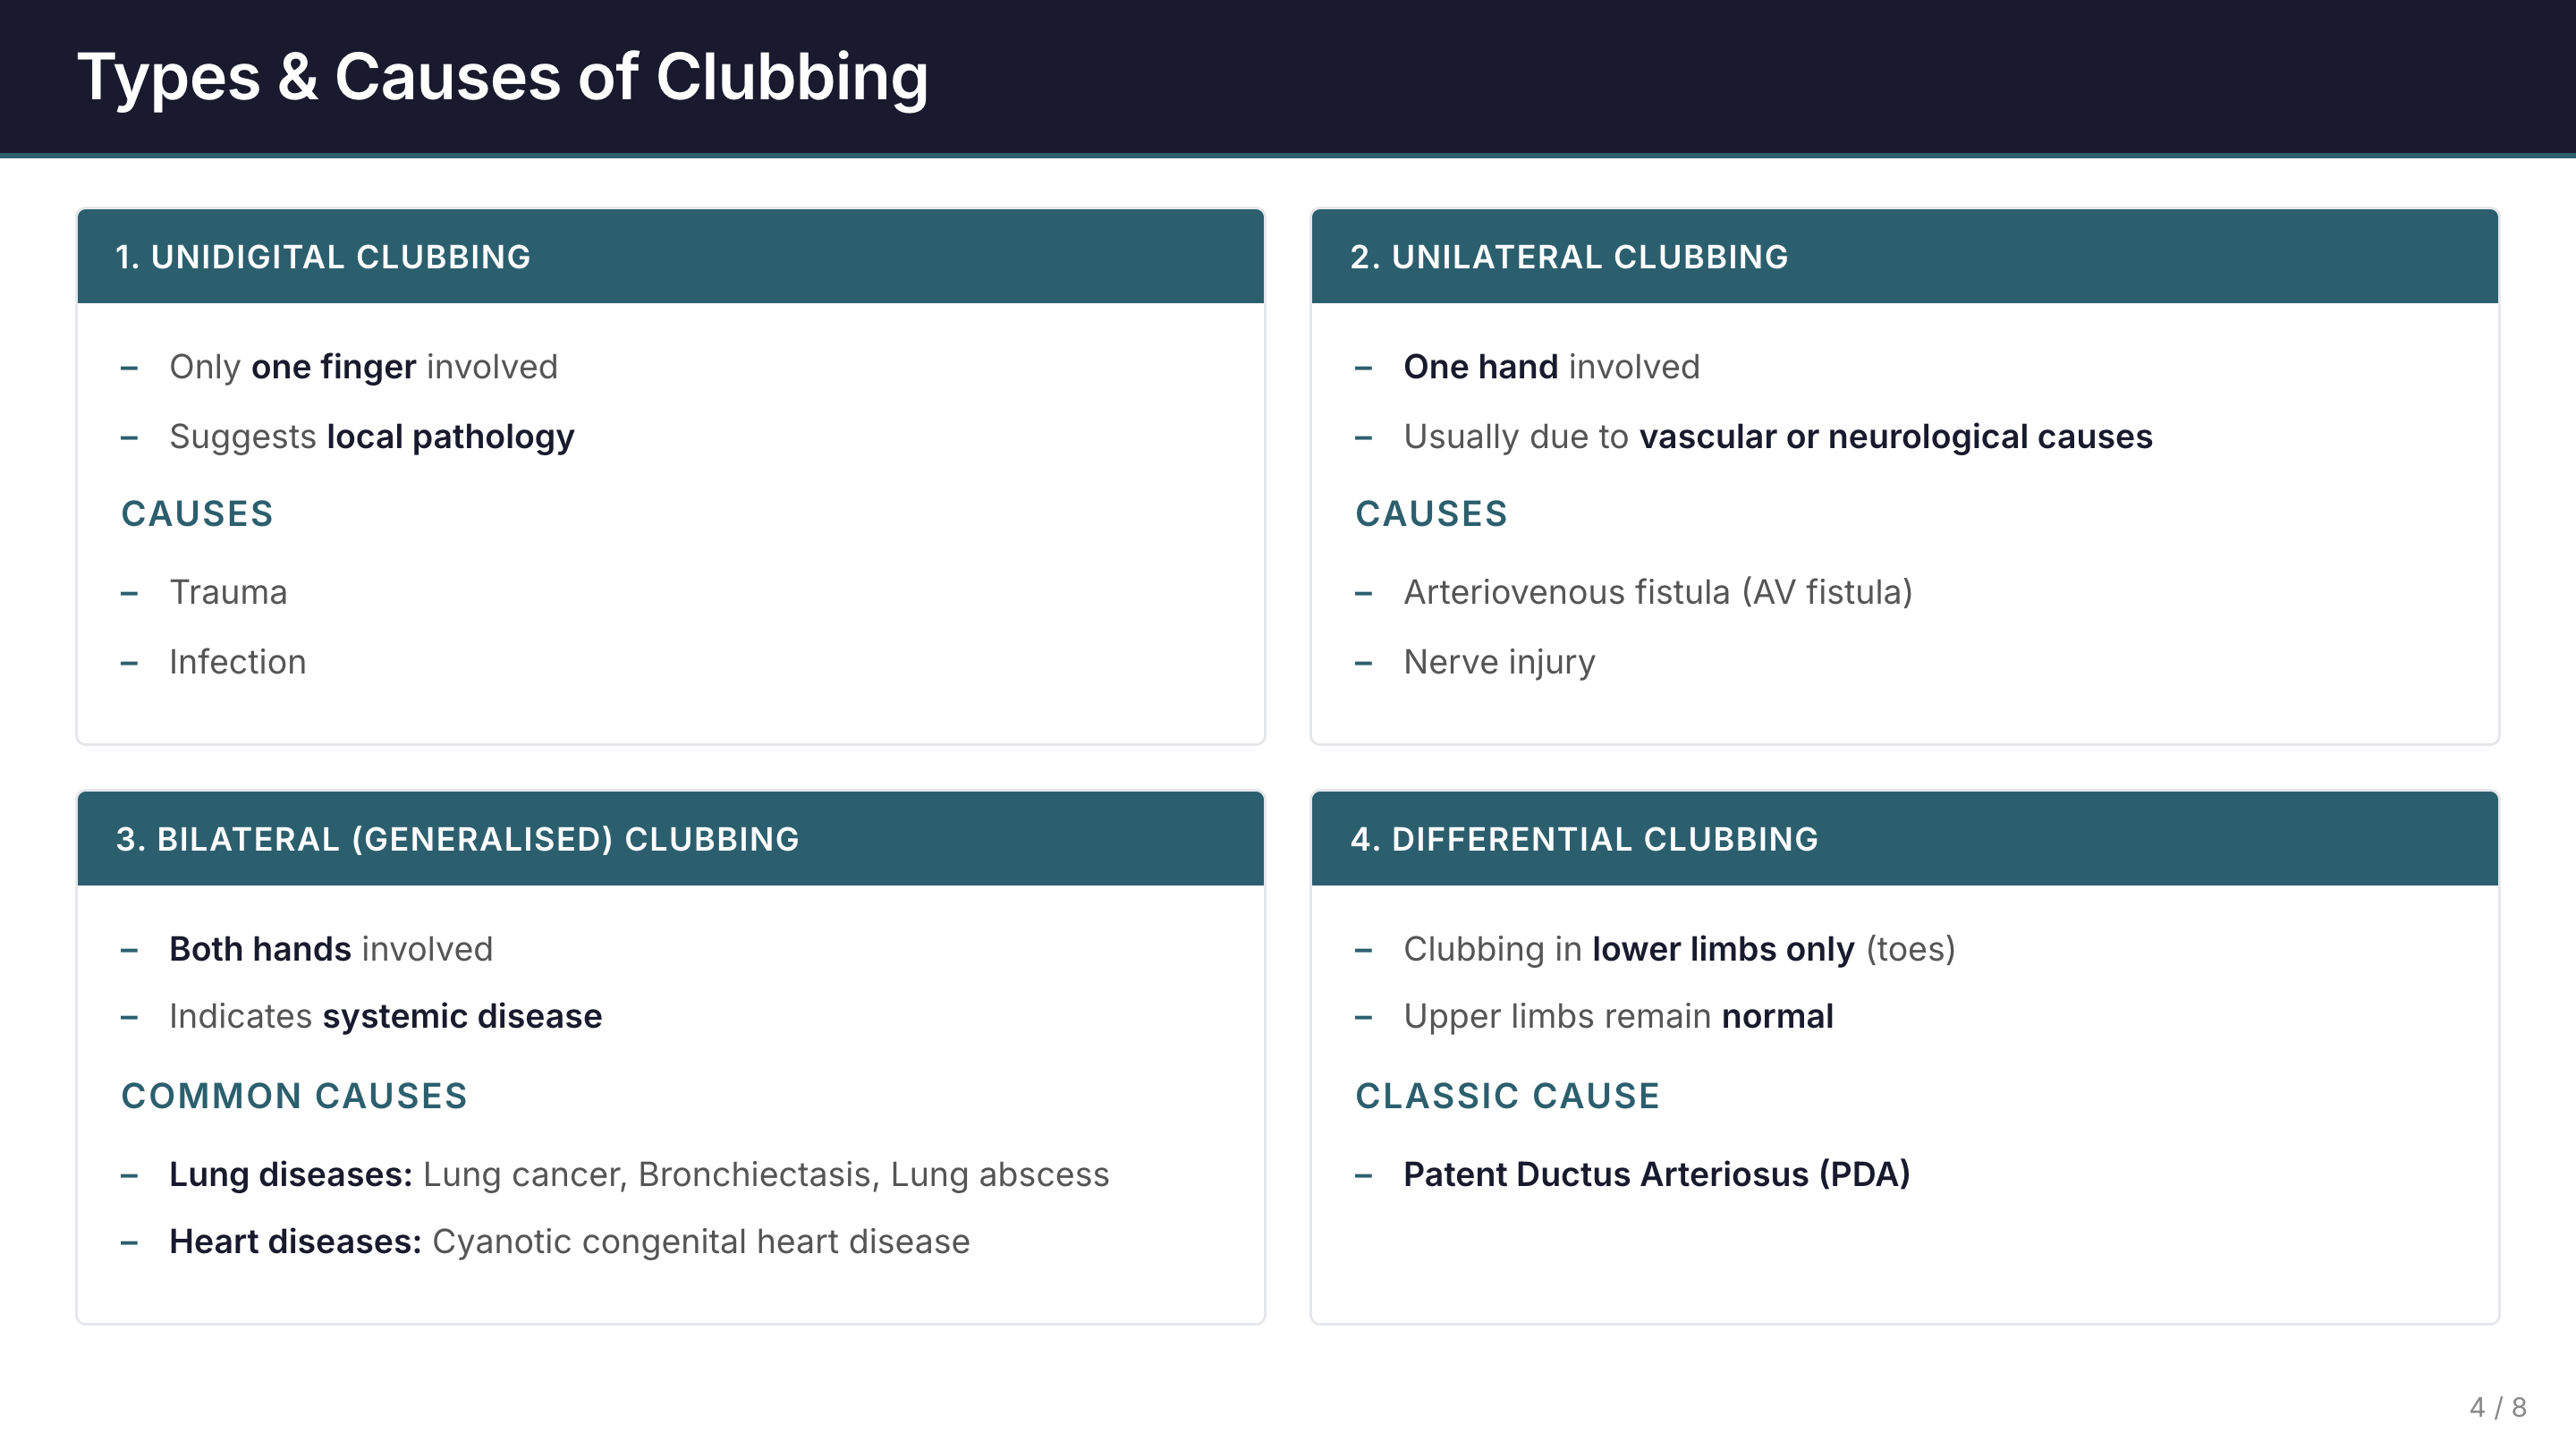 Types & Causes of Clubbing
1. UNIDIGITAL CLUBBING
– Only one finger involved
– Suggests local pathology
CAUSES
– Trauma
– Infection
2. UNILATERAL CLUBBING
– One hand involved
– Usually due to vascular or neurological causes
CAUSES
– Arteriovenous fistula (AV fistula)
– Nerve injury
3. BILATERAL (GENERALISED) CLUBBING
– Both hands involved
– Indicates systemic disease
COMMON CAUSES
– Lung diseases: Lung cancer, Bronchiectasis, Lung abscess
– Heart diseases: Cyanotic congenital heart disease
4. DIFFERENTIAL CLUBBING
– Clubbing in lower limbs only (toes)
– Upper limbs remain normal
CLASSIC CAUSE
– Patent Ductus Arteriosus (PDA)
4 / 8